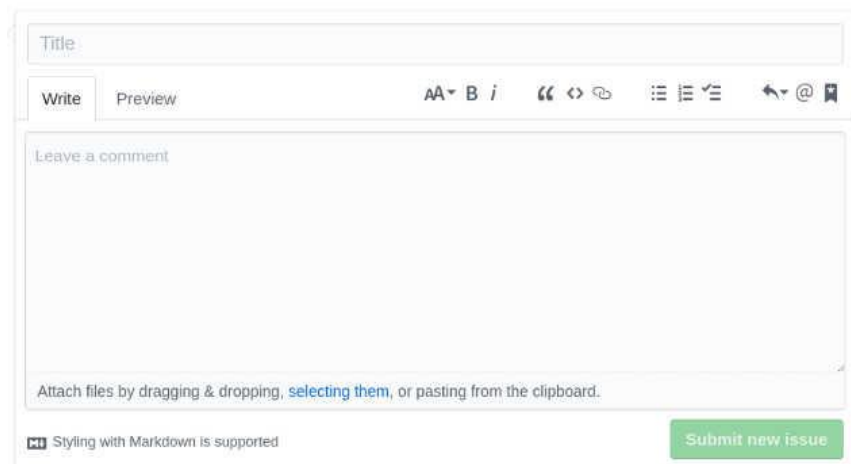 Title
Write Preview AA B i
Leave a comment
Attach files by dragging & dropping, selecting them, or pasting from the clipboard.
Styling with Markdown is supported
Submit new issue